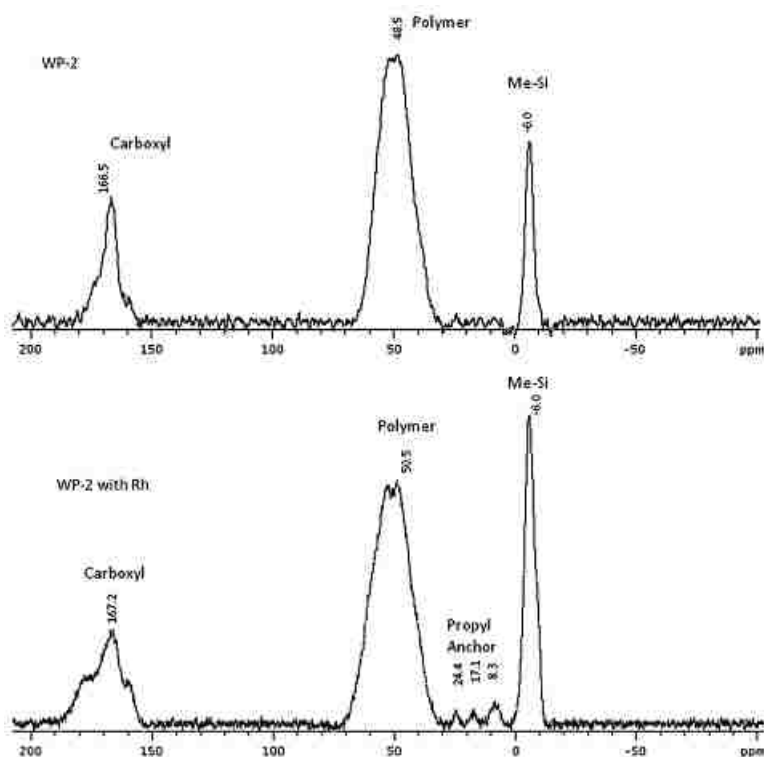 Polymer
48.5
WP-2
Me-Si
-6.0
Carboxyl
166.5
200 150 100 50 0 -50 ppm
Me-Si
-6.0
Polymer
50.5
WP-2 with Rh
Carboxyl
167.2
Propyl
Anchor
24.4 17.1 8.3
200 150 100 50 0 -50 ppm